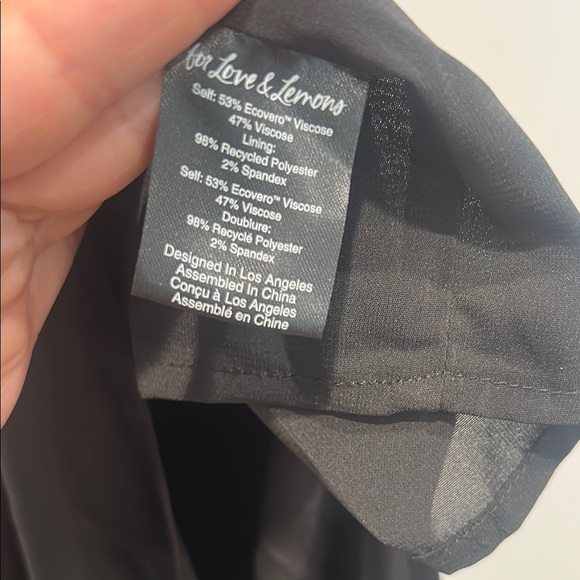 for Love & Lemons
Self: 53% Ecovero™ Viscose
47% Viscose
Lining:
98% Recycled Polyester
2% Spandex
Self: 53% Ecovero™ Viscose
47% Viscose
Doublure:
98% Recyclé Polyester
2% Spandex
Designed In Los Angeles
Assembled In China
Conçu à Los Angeles
Assemblé en Chine